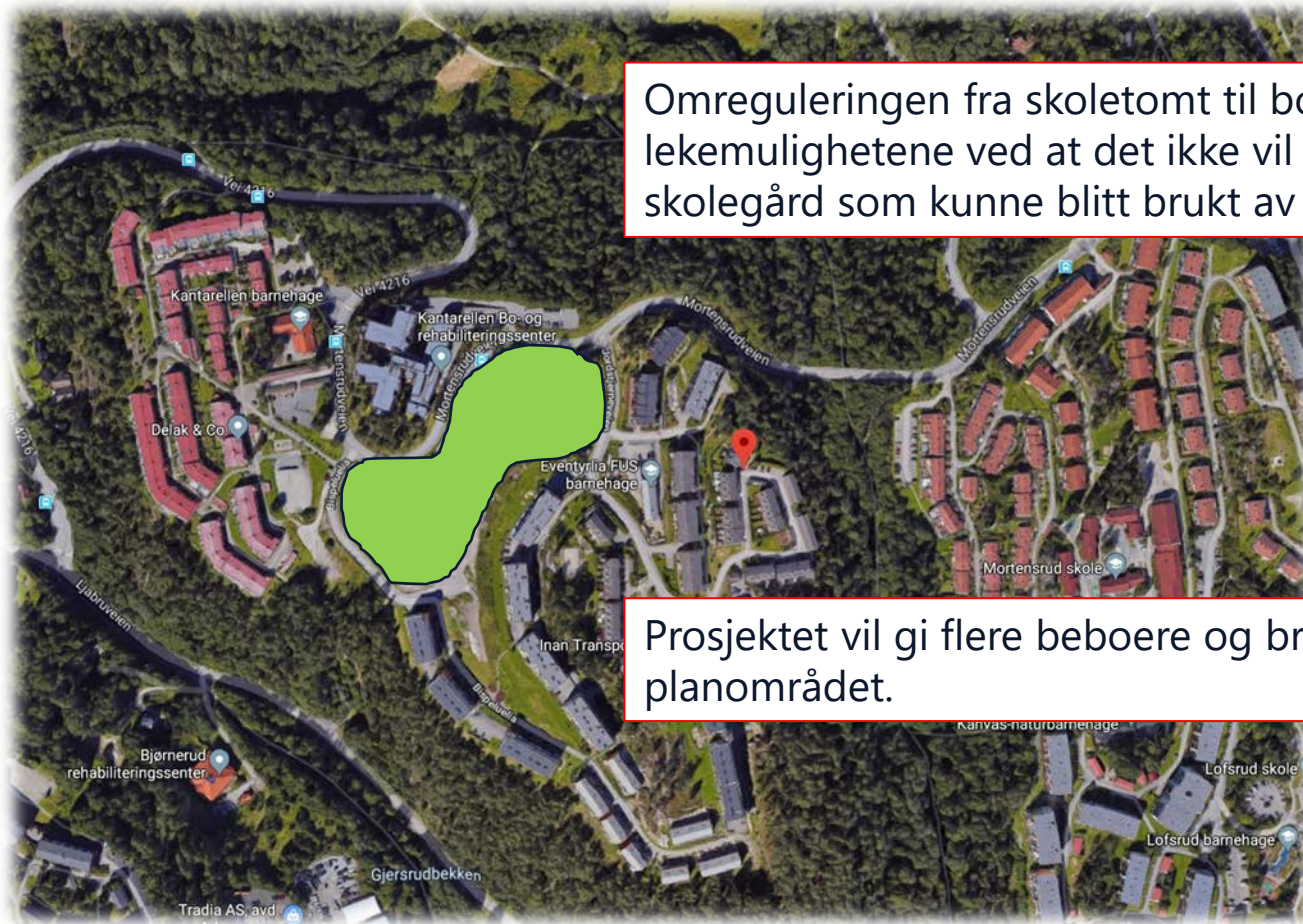 Omreguleringen fra skoletomt til bo
lekemulighetene ved at det ikke vil
skolegård som kunne blitt brukt av
Vei 4216
Kantarellen barnehage
Vei 4216
Kantarellen Bo- og
rehabiliteringssenter
Mortensrudveien
Mortensrudveien
Mortensrudveien
Delak & Co
Eventyrlia FUS
barnehage
Mortensrud skole
Ljabruveien
Inan Transpo
Prosjektet vil gi flere beboere og br
planområdet.
Bispeluelia
Kanvas-naturbarnehage
Bjørnerud
rehabiliteringssenter
Lofsrud skole
Lofsrud barnehage
Gjersrudbekken
Tradia AS, avd.